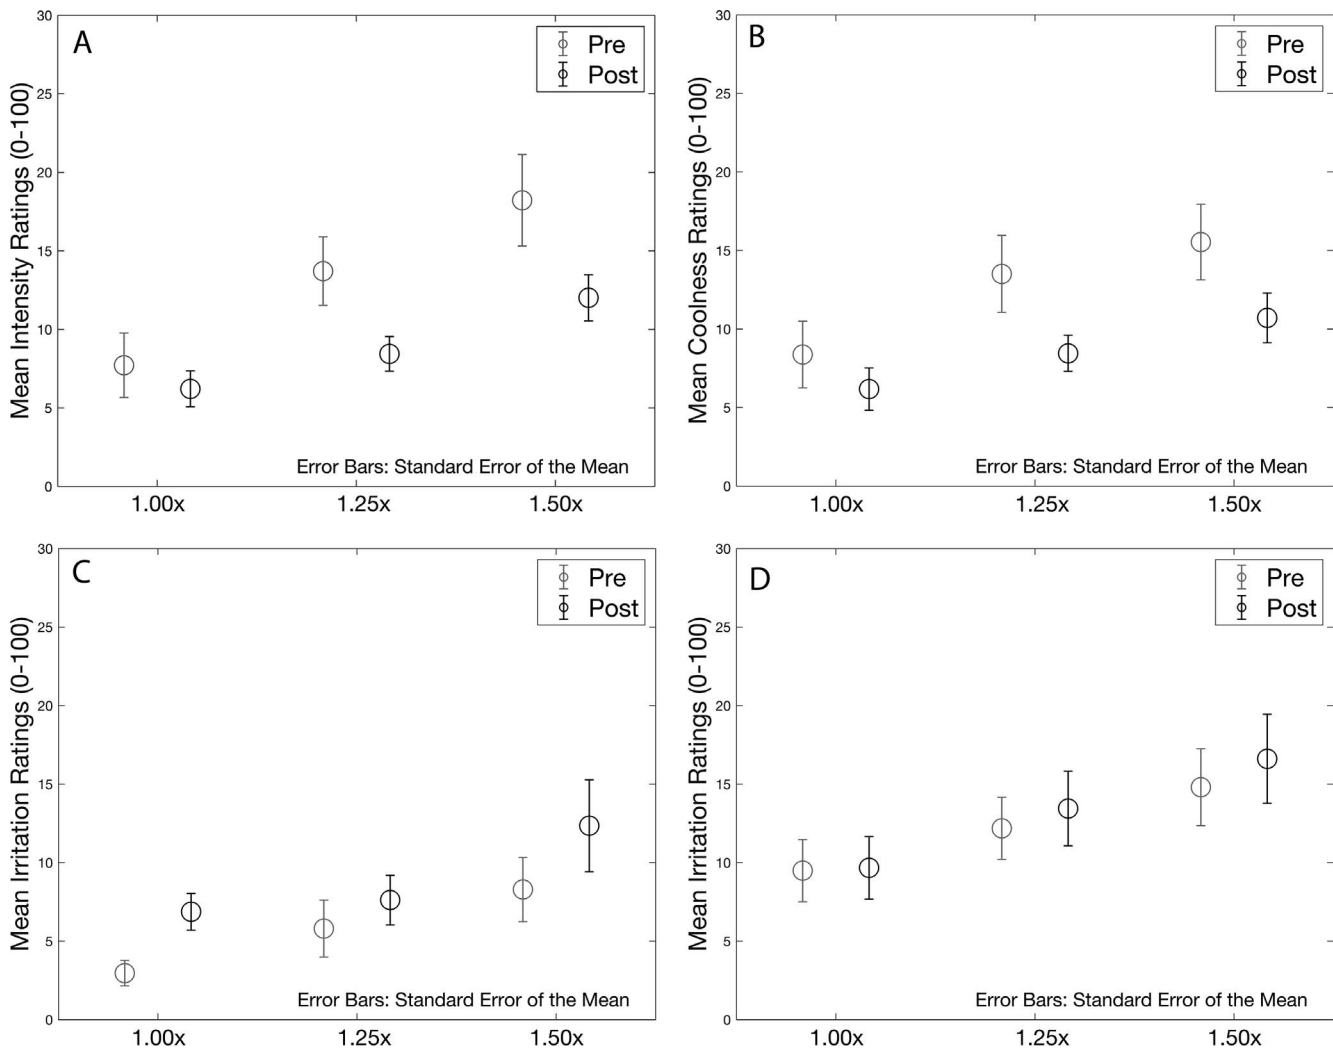 A
Mean Intensity Ratings (0-100)
30
25
20
15
10
5
0
Pre
Post
Error Bars: Standard Error of the Mean
1.00x 1.25x 1.50x
B
Mean Coolness Ratings (0-100)
30
25
20
15
10
5
0
Pre
Post
Error Bars: Standard Error of the Mean
1.00x 1.25x 1.50x
C
Mean Irritation Ratings (0-100)
30
25
20
15
10
5
0
Pre
Post
Error Bars: Standard Error of the Mean
1.00x 1.25x 1.50x
D
Mean Irritation Ratings (0-100)
30
25
20
15
10
5
0
Pre
Post
Error Bars: Standard Error of the Mean
1.00x 1.25x 1.50x